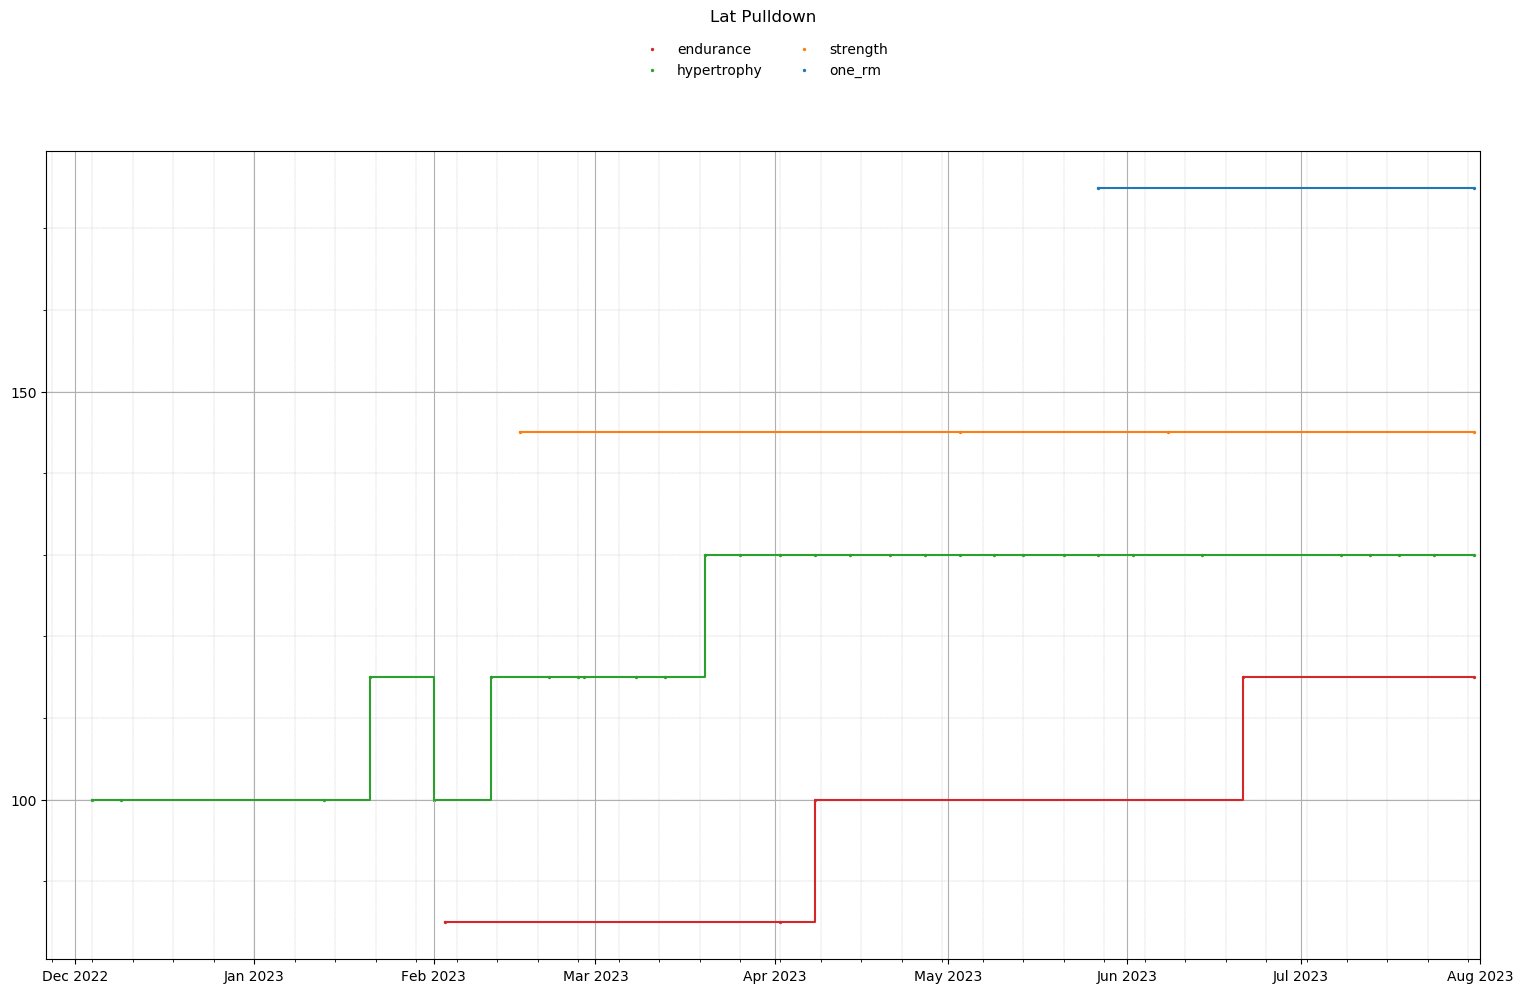 Lat Pulldown
endurance strength
hypertrophy one_rm
150
100
Dec 2022 Jan 2023 Feb 2023 Mar 2023 Apr 2023 May 2023 Jun 2023 Jul 2023 Aug 2023